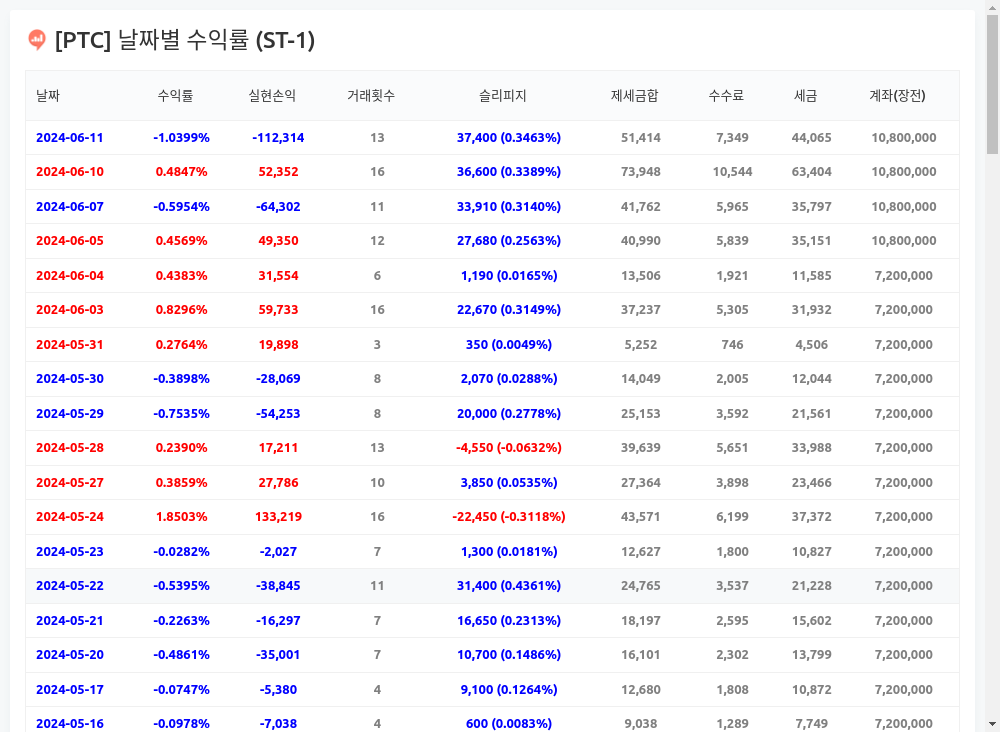 [PTC] 날짜별 수익률 (ST-1)
날짜 수익률 실현손익 거래횟수 슬리피지 제세금합 수수료 세금 계좌(장전)
2024-06-11 -1.0399% -112,314 13 37,400 (0.3463%) 51,414 7,349 44,065 10,800,000
2024-06-10 0.4847% 52,352 16 36,600 (0.3389%) 73,948 10,544 63,404 10,800,000
2024-06-07 -0.5954% -64,302 11 33,910 (0.3140%) 41,762 5,965 35,797 10,800,000
2024-06-05 0.4569% 49,350 12 27,680 (0.2563%) 40,990 5,839 35,151 10,800,000
2024-06-04 0.4383% 31,554 6 1,190 (0.0165%) 13,506 1,921 11,585 7,200,000
2024-06-03 0.8296% 59,733 16 22,670 (0.3149%) 37,237 5,305 31,932 7,200,000
2024-05-31 0.2764% 19,898 3 350 (0.0049%) 5,252 746 4,506 7,200,000
2024-05-30 -0.3898% -28,069 8 2,070 (0.0288%) 14,049 2,005 12,044 7,200,000
2024-05-29 -0.7535% -54,253 8 20,000 (0.2778%) 25,153 3,592 21,561 7,200,000
2024-05-28 0.2390% 17,211 13 -4,550 (-0.0632%) 39,639 5,651 33,988 7,200,000
2024-05-27 0.3859% 27,786 10 3,850 (0.0535%) 27,364 3,898 23,466 7,200,000
2024-05-24 1.8503% 133,219 16 -22,450 (-0.3118%) 43,571 6,199 37,372 7,200,000
2024-05-23 -0.0282% -2,027 7 1,300 (0.0181%) 12,627 1,800 10,827 7,200,000
2024-05-22 -0.5395% -38,845 11 31,400 (0.4361%) 24,765 3,537 21,228 7,200,000
2024-05-21 -0.2263% -16,297 7 16,650 (0.2313%) 18,197 2,595 15,602 7,200,000
2024-05-20 -0.4861% -35,001 7 10,700 (0.1486%) 16,101 2,302 13,799 7,200,000
2024-05-17 -0.0747% -5,380 4 9,100 (0.1264%) 12,680 1,808 10,872 7,200,000
2024-05-16 -0.0978% -7,038 4 600 (0.0083%) 9,038 1,289 7,749 7,200,000